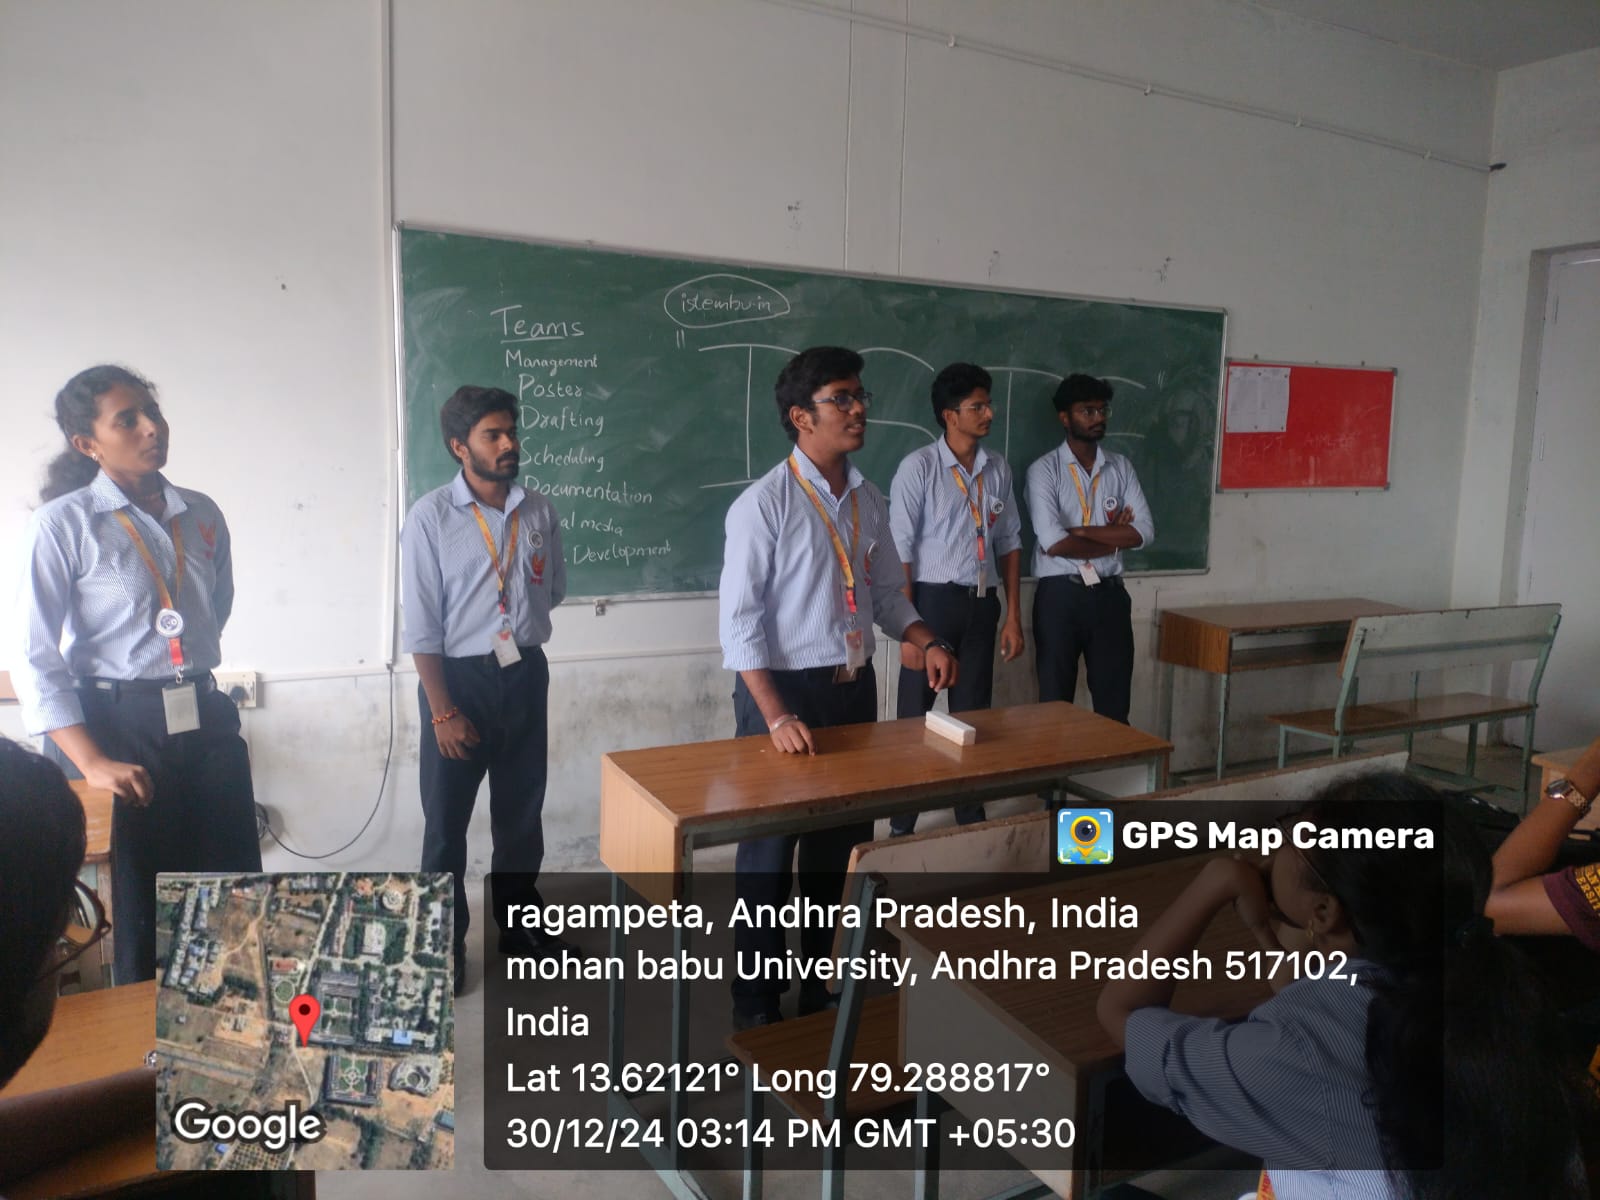 istembu.in
Teams
Management
Poster
Drafting
Scheduling
Documentation
al media
. Development
GPS Map Camera
ragampeta, Andhra Pradesh, India
mohan babu University, Andhra Pradesh 517102,
India
Lat 13.62121° Long 79.288817°
30/12/24 03:14 PM GMT +05:30
Google